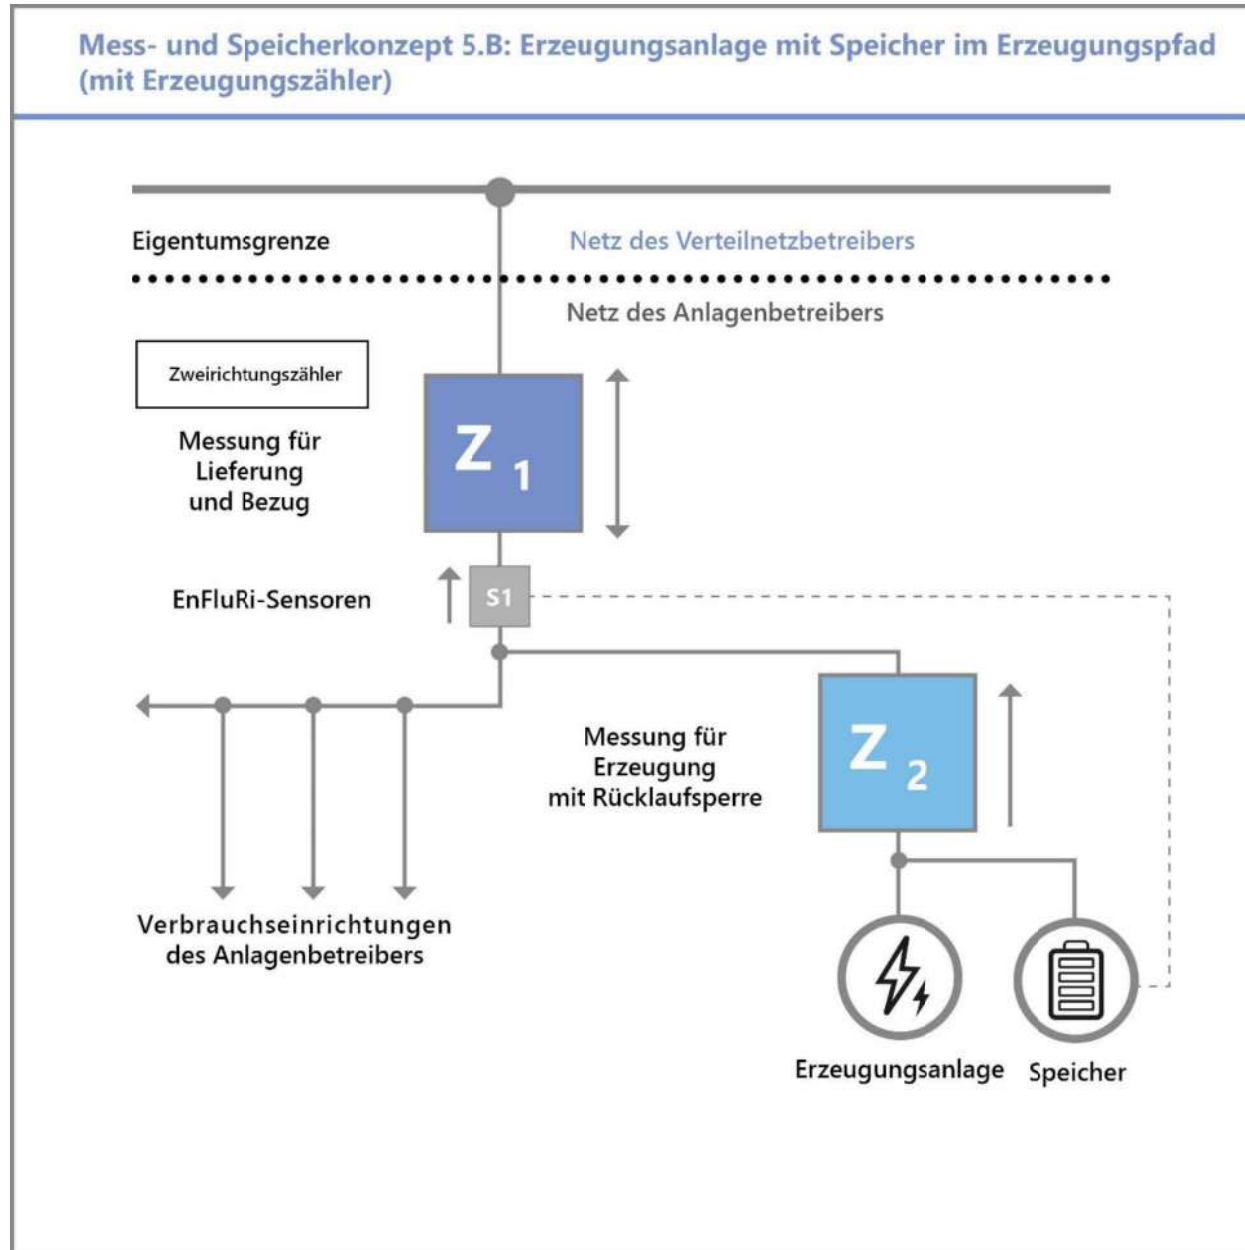 Mess- und Speicherkonzept 5.B: Erzeugungsanlage mit Speicher im Erzeugungspfad
(mit Erzeugungszähler)
Eigentumsgrenze
Netz des Verteilnetzbetreibers
Netz des Anlagenbetreibers
Zweirichtungszähler
Messung für
Lieferung
und Bezug
Z 1
EnFluRi-Sensoren
S1
Messung für
Erzeugung
mit Rücklaufsperre
Z 2
Verbrauchseinrichtungen
des Anlagenbetreibers
Erzeugungsanlage
Speicher